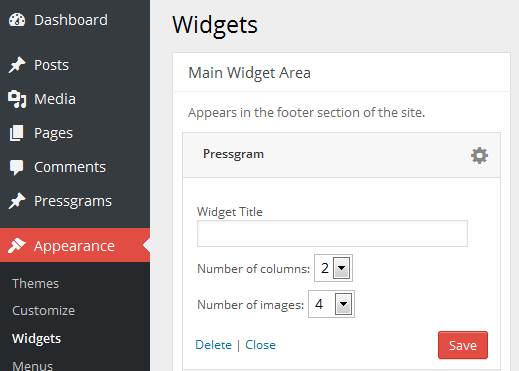 Dashboard
Posts
Media
Pages
Comments
Pressgrams
Appearance
Themes
Customize
Widgets
Menus
Widgets
Main Widget Area
Appears in the footer section of the site.
Pressgram
Widget Title
Number of columns: 2
Number of images: 4
Delete | Close
Save